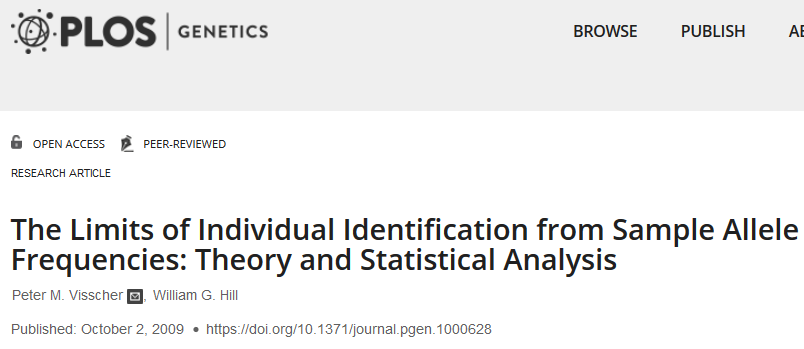 PLOS GENETICS
BROWSE PUBLISH
OPEN ACCESS PEER-REVIEWED
RESEARCH ARTICLE
The Limits of Individual Identification from Sample Allele
Frequencies: Theory and Statistical Analysis
Peter M. Visscher , William G. Hill
Published: October 2, 2009 • https://doi.org/10.1371/journal.pgen.1000628